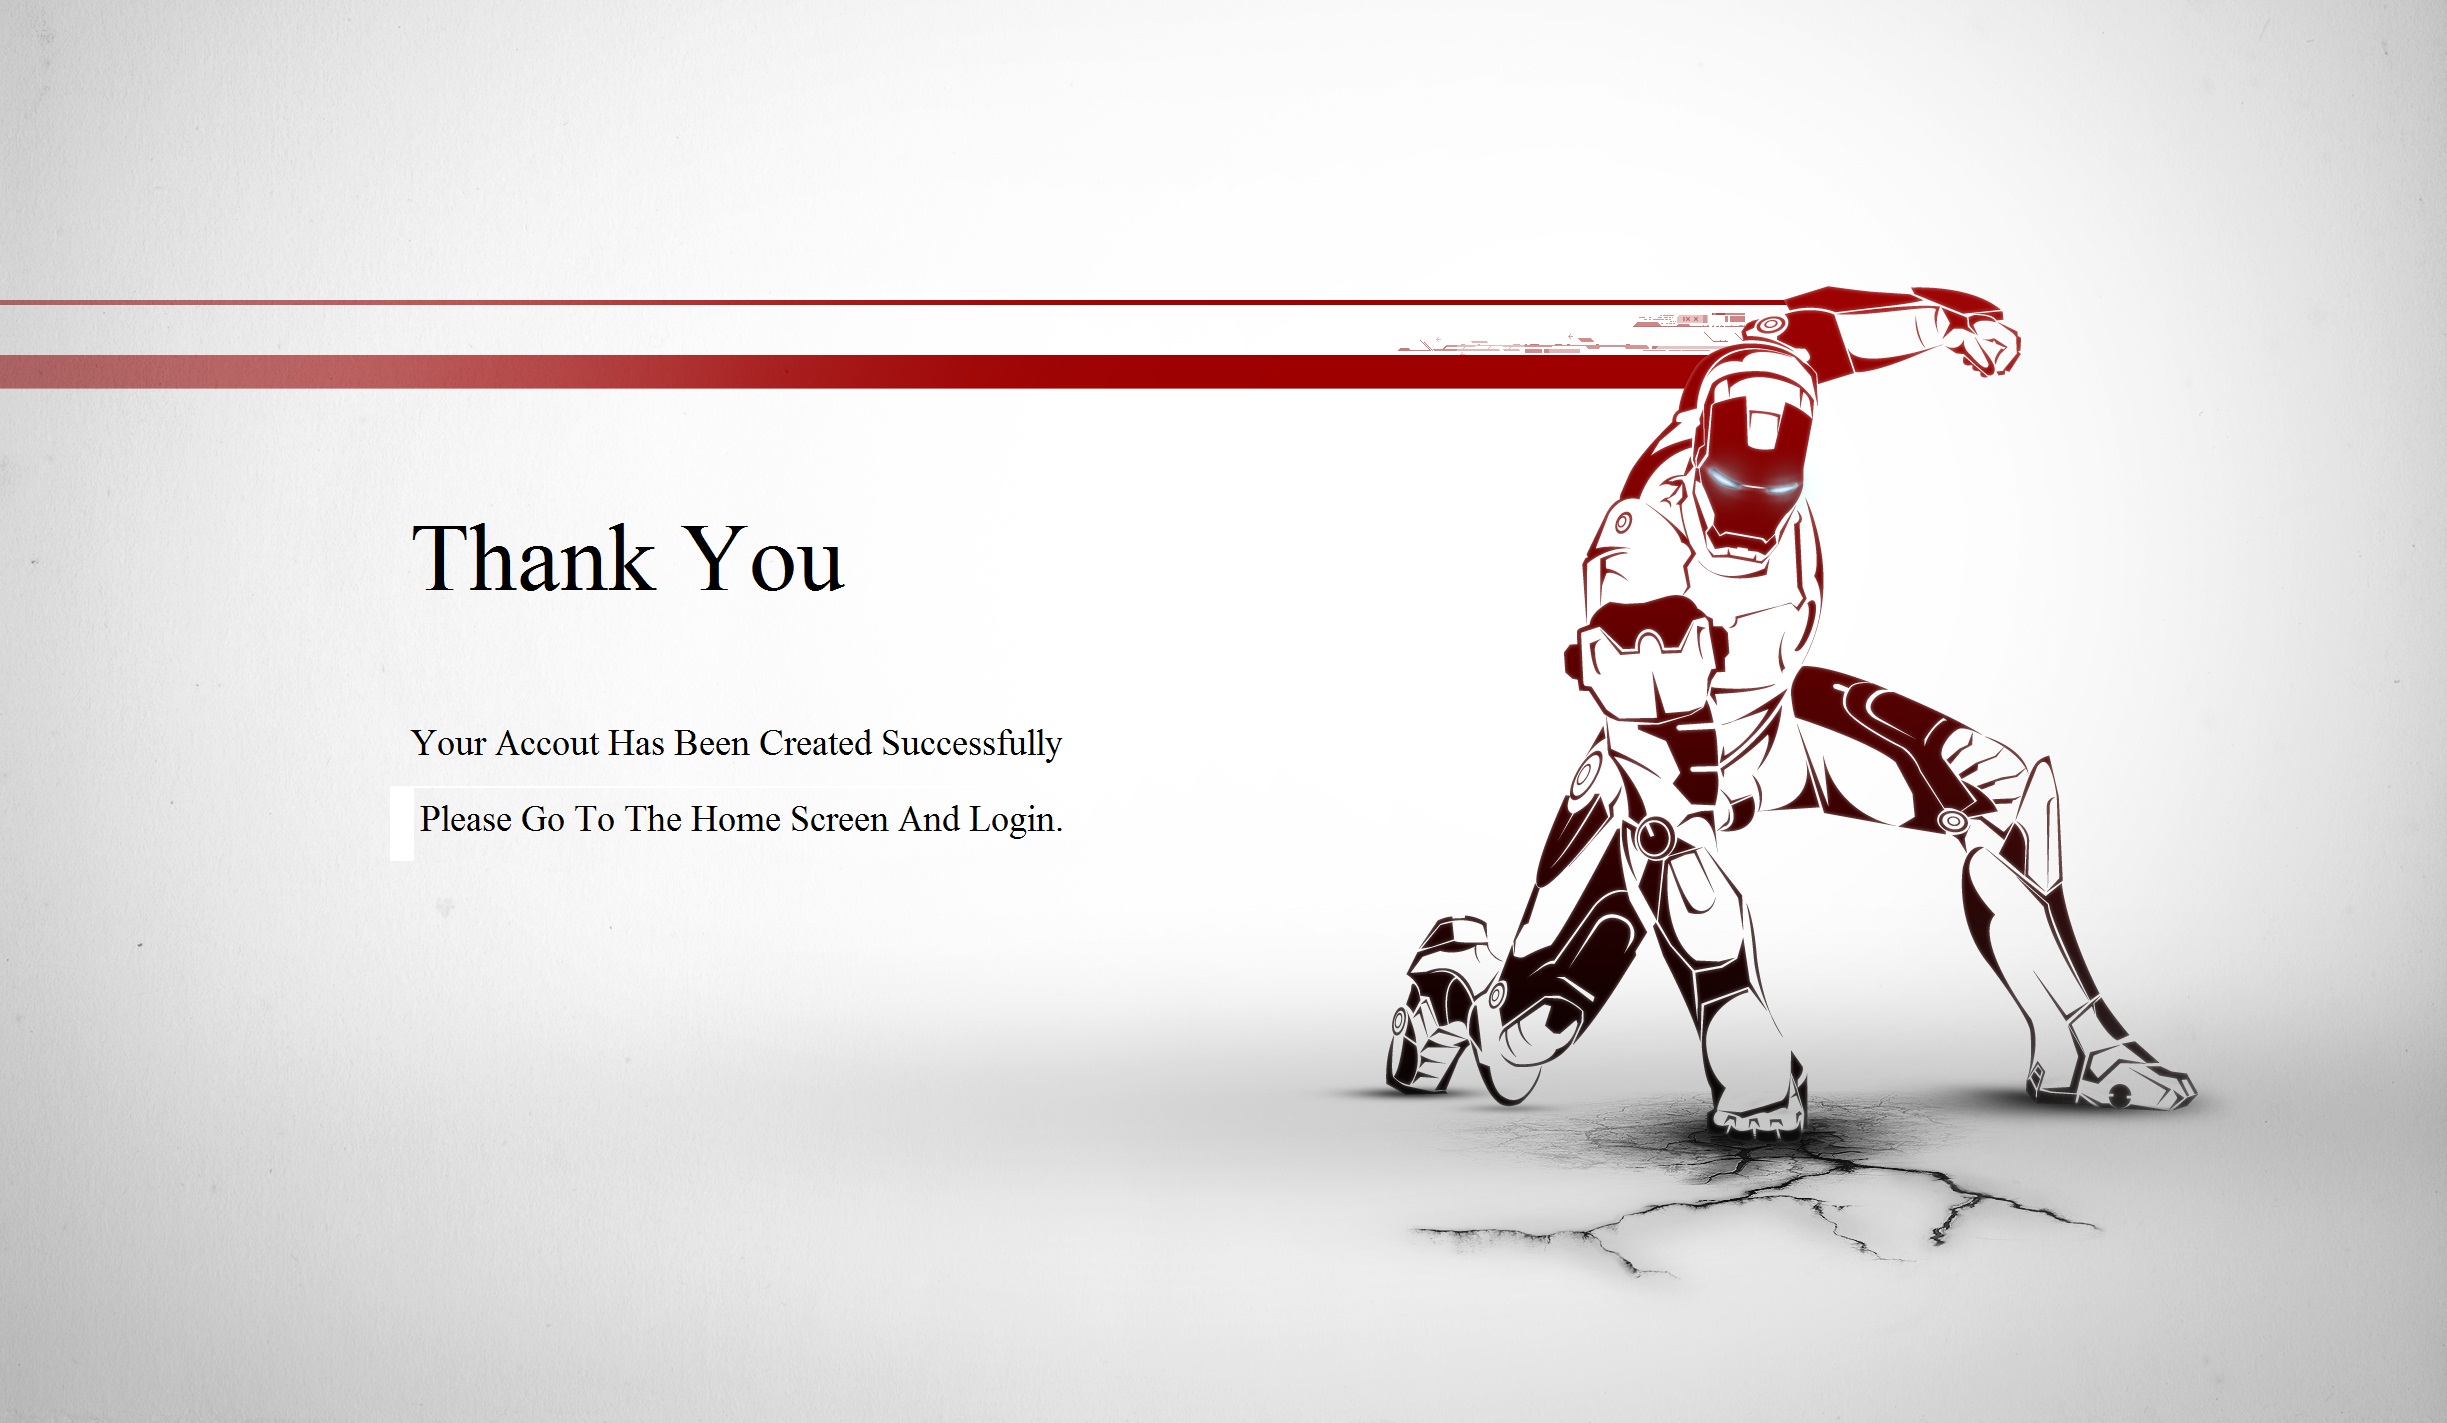 Thank You
Your Accout Has Been Created Successfully
Please Go To The Home Screen And Login.